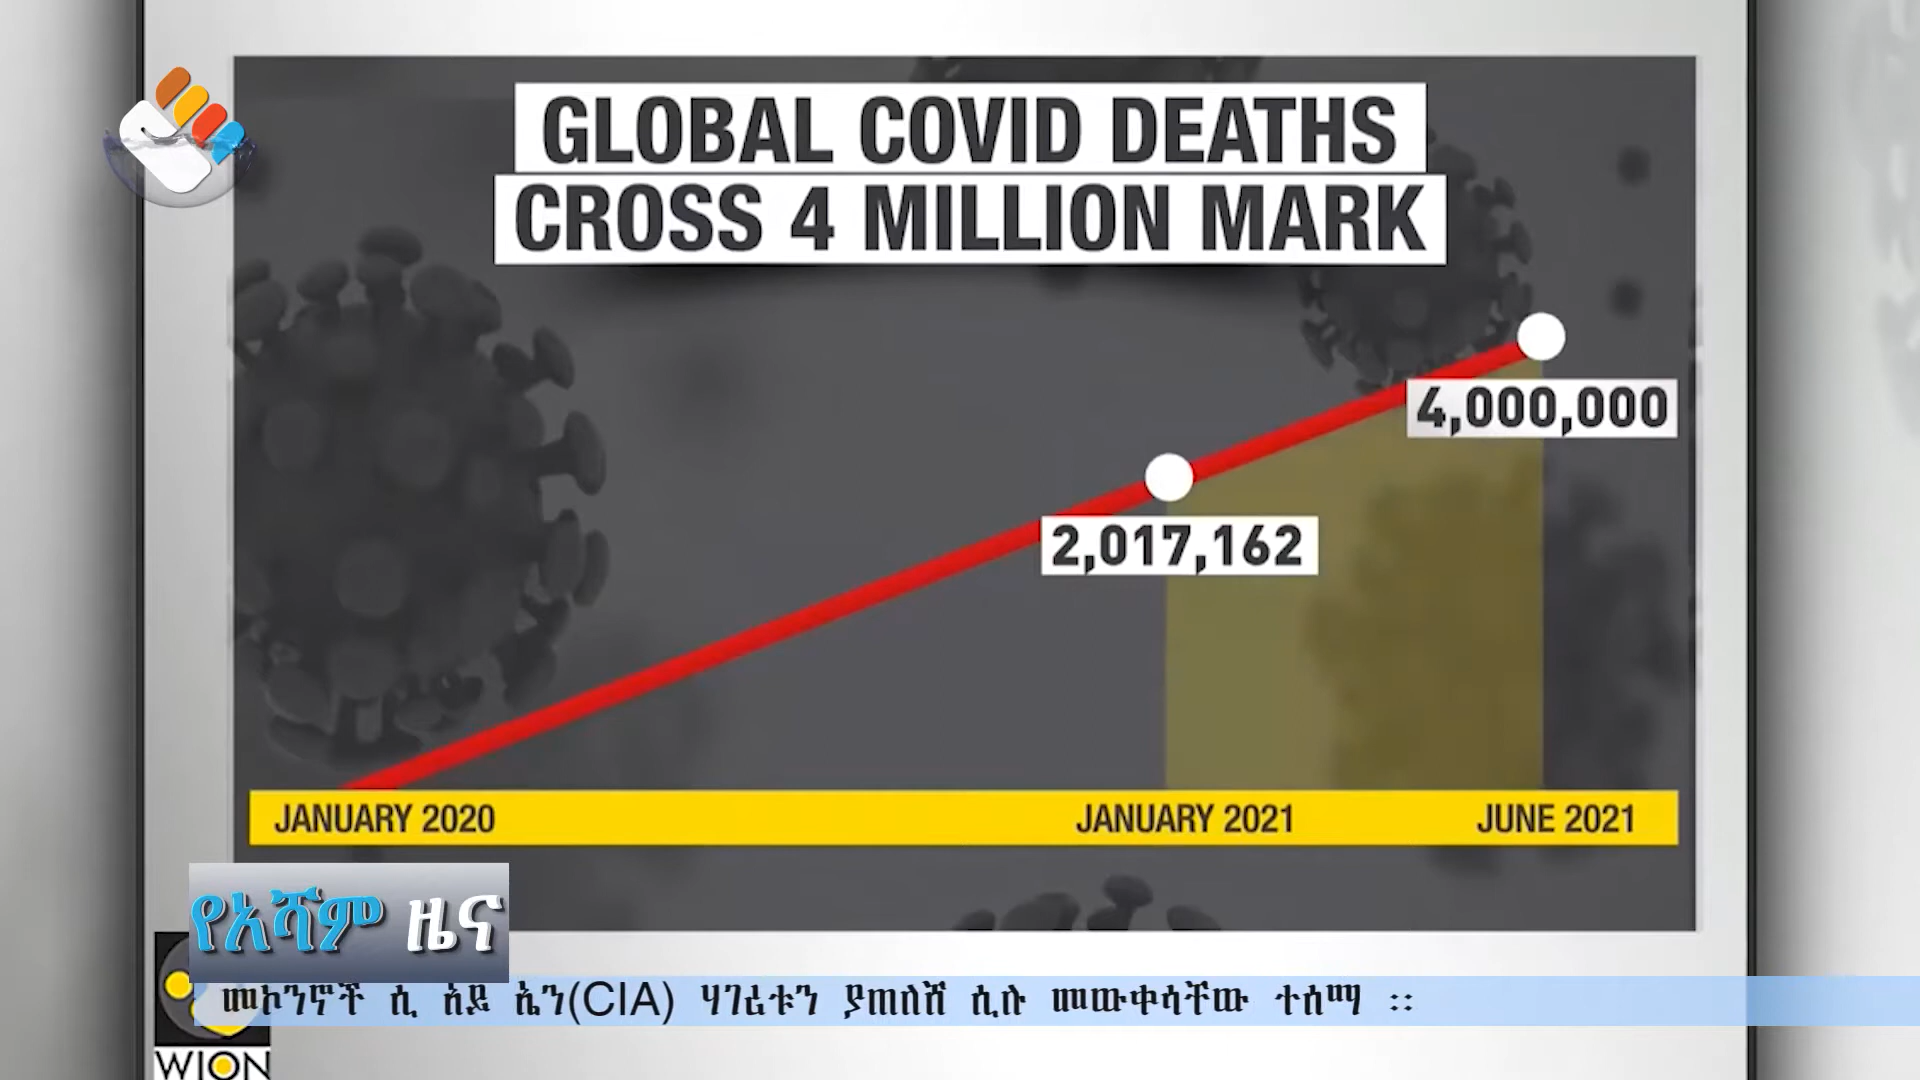 GLOBAL COVID DEATHS
CROSS 4 MILLION MARK
4,000,000
2,017,162
JANUARY 2020 JANUARY 2021 JUNE 2021
የአሻም ዜና
መኮንኖች ሲ አይ ኤን(CIA) ሃገሪቱን ያጠለሸ ሲሉ መውቀሳቸው ተሰማ ፡፡
WION